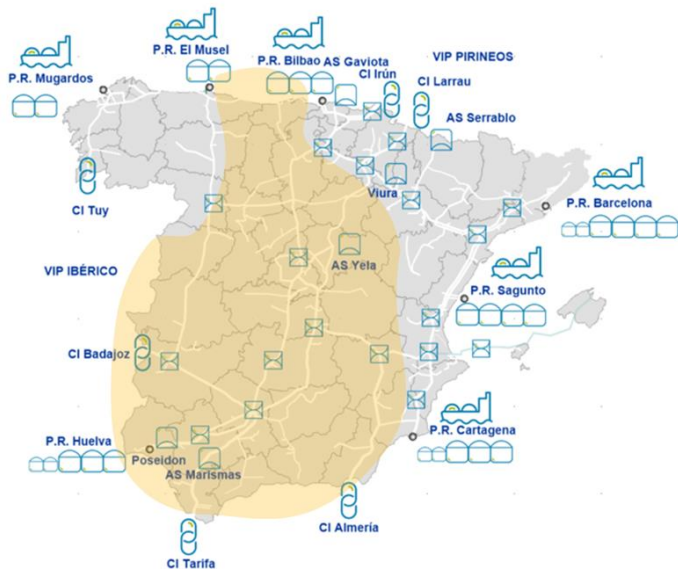 P.R. El Musel
P.R. Bilbao
AS Gaviota
VIP PIRINEOS
P.R. Mugardos
CI Irún
CI Larrau
AS Serrablo
CI Tuy
Viura
P.R. Barcelona
AS Yela
VIP IBÉRICO
P.R. Sagunto
CI Badajoz
P.R. Huelva
P.R. Cartagena
Poseidon
AS Marismas
CI Almería
CI Tarifa